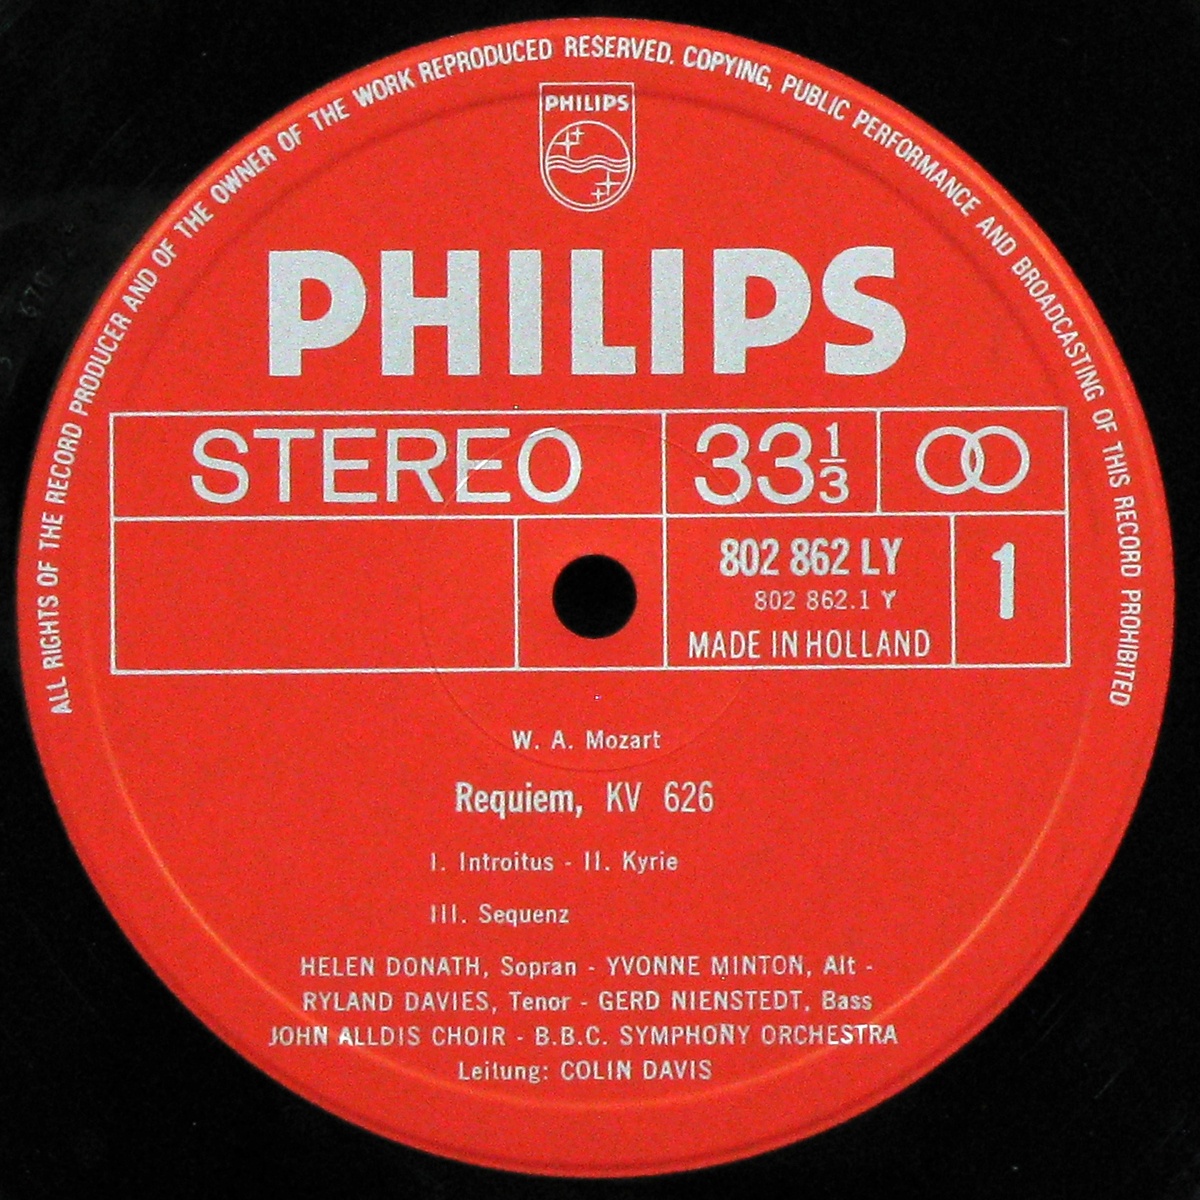 ALL RIGHTS OF THE RECORD PRODUCER AND OF THE OWNER OF THE WORK REPRODUCED RESERVED. COPYING, PUBLIC PERFORMANCE AND BROADCASTING OF THIS RECORD PROHIBITED
PHILIPS
PHILIPS
STEREO 33 1/3
802 862 LY
802 862.1 Y
MADE IN HOLLAND
1
W. A. Mozart
Requiem, KV 626
I. Introitus - II. Kyrie
III. Sequenz
HELEN DONATH, Sopran - YVONNE MINTON, Alt -
RYLAND DAVIES, Tenor - GERD NIENSTEDT, Bass
JOHN ALLDIS CHOIR - B.B.C. SYMPHONY ORCHESTRA
Leitung: COLIN DAVIS